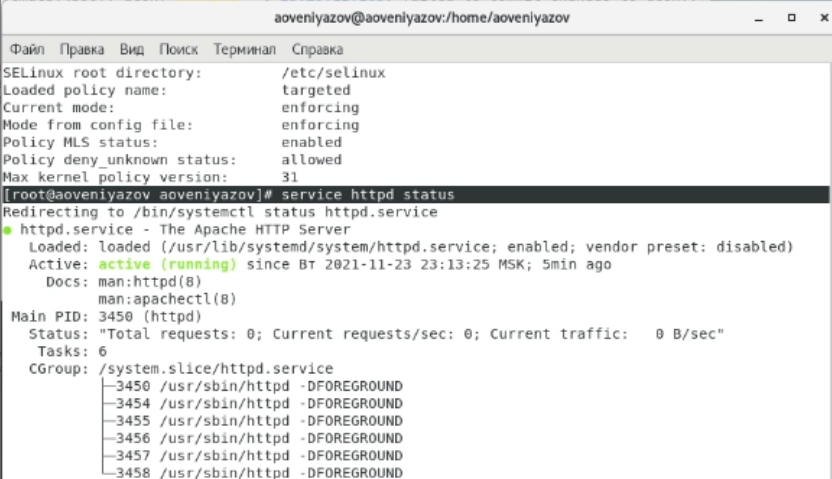 aoveniyazov@aoveniyazov:/home/aoveniyazov
Файл Правка Вид Поиск Терминал Справка
SELinux root directory:         /etc/selinux
Loaded policy name:             targeted
Current mode:                   enforcing
Mode from config file:          enforcing
Policy MLS status:              enabled
Policy deny_unknown status:     allowed
Max kernel policy version:      31
[root@aoveniyazov aoveniyazov]# service httpd status
Redirecting to /bin/systemctl status httpd.service
● httpd.service - The Apache HTTP Server
   Loaded: loaded (/usr/lib/systemd/system/httpd.service; enabled; vendor preset: disabled)
   Active: active (running) since Вт 2021-11-23 23:13:25 MSK; 5min ago
     Docs: man:httpd(8)
           man:apachectl(8)
 Main PID: 3450 (httpd)
   Status: "Total requests: 0; Current requests/sec: 0; Current traffic:   0 B/sec"
    Tasks: 6
   CGroup: /system.slice/httpd.service
           ├─3450 /usr/sbin/httpd -DFOREGROUND
           ├─3454 /usr/sbin/httpd -DFOREGROUND
           ├─3455 /usr/sbin/httpd -DFOREGROUND
           ├─3456 /usr/sbin/httpd -DFOREGROUND
           ├─3457 /usr/sbin/httpd -DFOREGROUND
           └─3458 /usr/sbin/httpd -DFOREGROUND